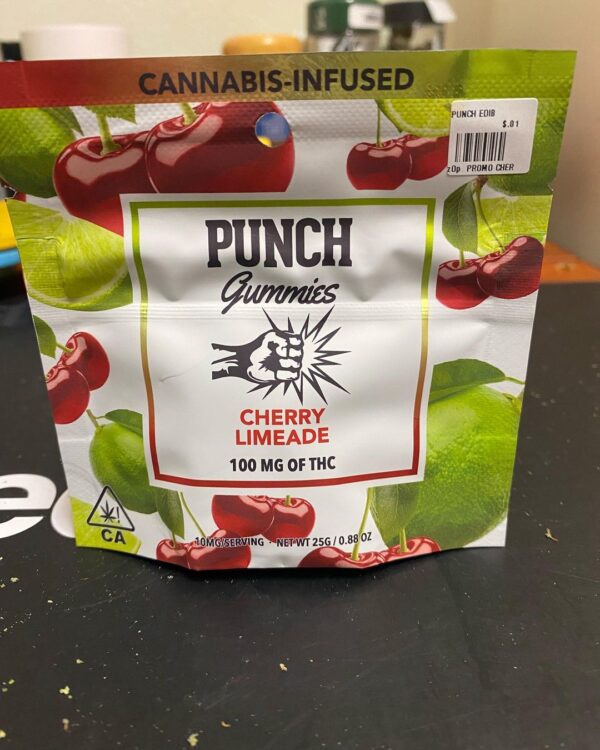 CANNABIS-INFUSED
PUNCH EDIB
$.01
PROMO CHER
PUNCH
Gummies
CHERRY
LIMEADE
100 MG OF THC
CA
10MG/SERVING · NET WT 25G / 0.88 OZ